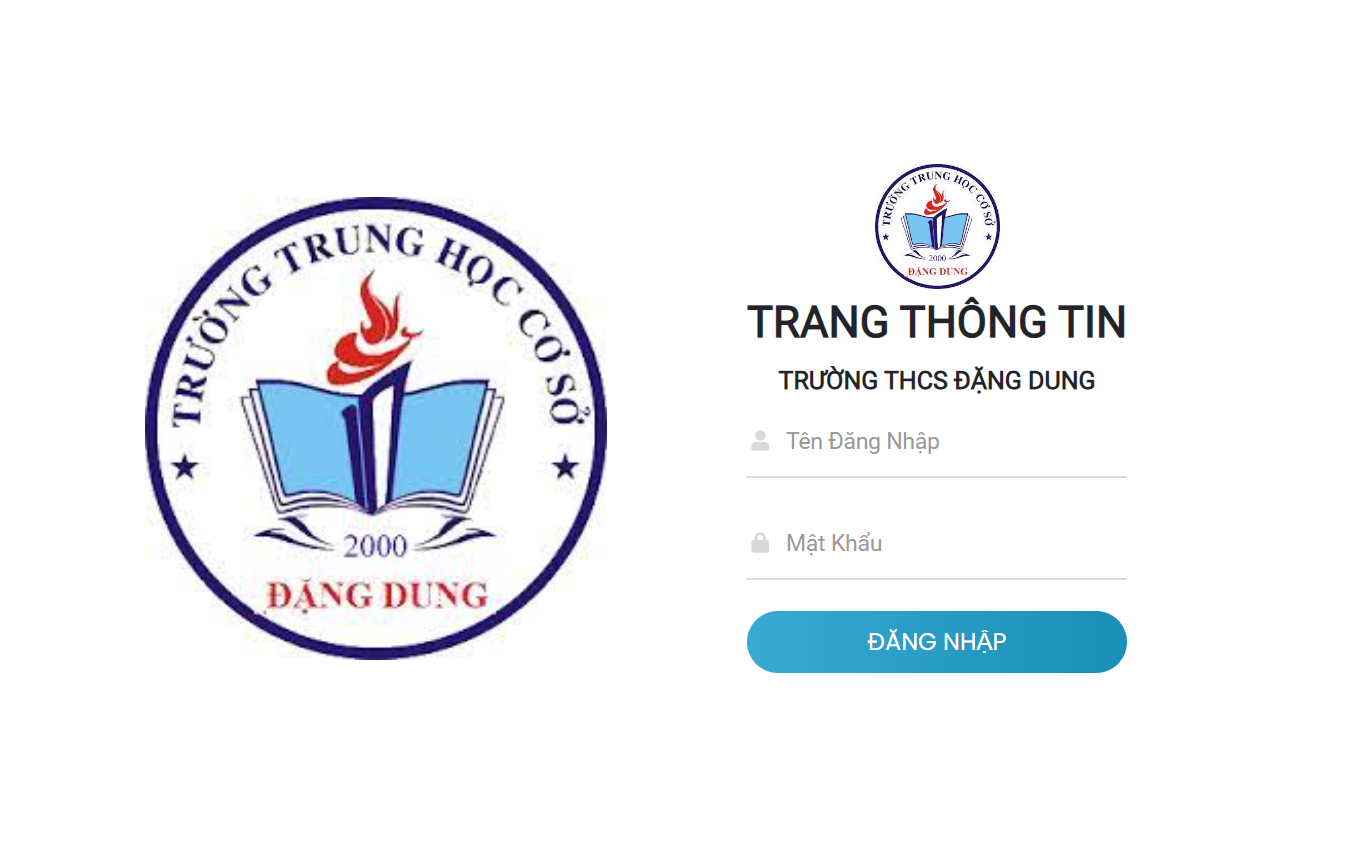 TRƯỜNG TRUNG HỌC CƠ SỞ
2000
ĐẶNG DUNG
TRƯỜNG TRUNG HỌC CƠ SỞ
2000
ĐẶNG DUNG
TRANG THÔNG TIN
TRƯỜNG THCS ĐẶNG DUNG
Tên Đăng Nhập
Mật Khẩu
ĐĂNG NHẬP